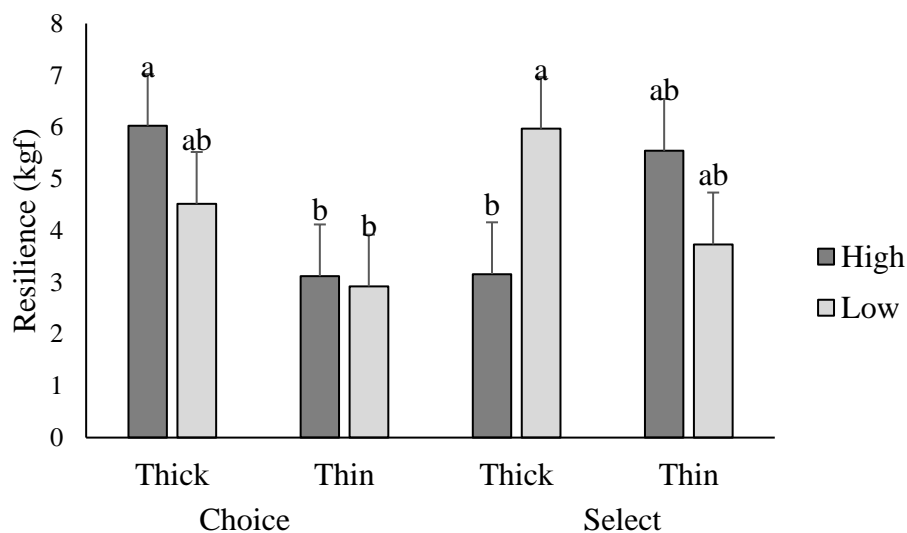 8
7
6
5
4
3
2
1
0
Resilience (kgf)
a
ab
b
b
b
a
ab
ab
High
Low
Thick Thin Thick Thin
Choice Select